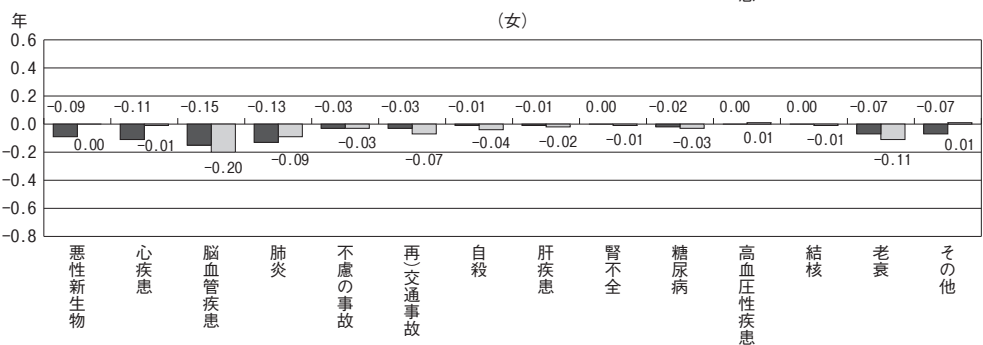 年
（女）
0.6
0.4
0.2
0.0
−0.2
−0.4
−0.6
−0.8
−0.09 −0.11 −0.15 −0.13 −0.03 −0.03 −0.01 −0.01 0.00 −0.02 0.00 0.00 −0.07 −0.07
0.00 −0.01 −0.20 −0.09 −0.03 −0.07 −0.04 −0.02 −0.01 −0.03 0.01 −0.01 −0.11 0.01
悪性新生物
心疾患
脳血管疾患
肺炎
不慮の事故
再）交通事故
自殺
肝疾患
腎不全
糖尿病
高血圧性疾患
結核
老衰
その他